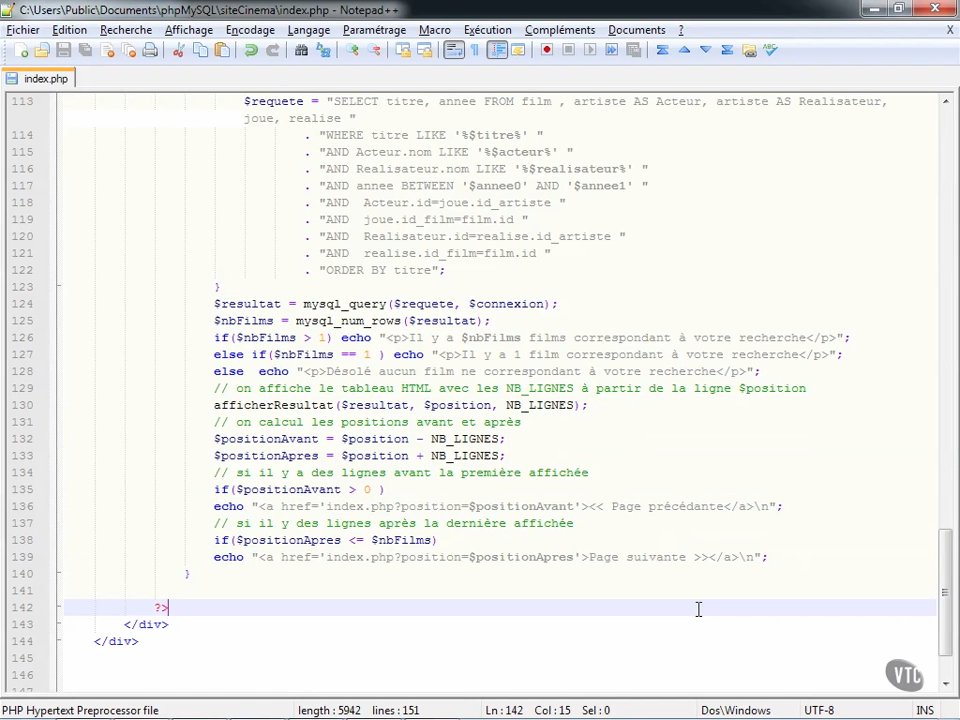 C:\Users\Public\Documents\phpMySQL\siteCinema\index.php - Notepad++
Fichier Edition Recherche Affichage Encodage Langage Paramétrage Macro Exécution Compléments Documents ? X
index.php
113 $requete = "SELECT titre, annee FROM film , artiste AS Acteur, artiste AS Realisateur,
joue, realise "
114 . "WHERE titre LIKE '%$titre%' "
115 . "AND Acteur.nom LIKE '%$acteur%' "
116 . "AND Realisateur.nom LIKE '%$realisateur%' "
117 . "AND annee BETWEEN '$annee0' AND '$annee1' "
118 . "AND  Acteur.id=joue.id_artiste "
119 . "AND  joue.id_film=film.id "
120 . "AND  Realisateur.id=realise.id_artiste "
121 . "AND  realise.id_film=film.id "
122 . "ORDER BY titre";
123 }
124 $resultat = mysql_query($requete, $connexion);
125 $nbFilms = mysql_num_rows($resultat);
126 if($nbFilms > 1) echo "<p>Il y a $nbFilms films correspondant à votre recherche</p>";
127 else if($nbFilms == 1 ) echo "<p>Il y a 1 film correspondant à votre recherche</p>";
128 else  echo "<p>Désolé aucun film ne correspondant à votre recherche</p>";
129 // on affiche le tableau HTML avec les NB_LIGNES à partir de la ligne $position
130 afficherResultat($resultat, $position, NB_LIGNES);
131 // on calcul les positions avant et après
132 $positionAvant = $position - NB_LIGNES;
133 $positionApres = $position + NB_LIGNES;
134 // si il y a des lignes avant la première affichée
135 if($positionAvant > 0 )
136 echo "<a href='index.php?position=$positionAvant'><< Page précédante</a>\n";
137 // si il y des lignes après la dernière affichée
138 if($positionApres <= $nbFilms)
139 echo "<a href='index.php?position=$positionApres'>Page suivante >></a>\n";
140 }
141
142 ?>
143 </div>
144 </div>
145
146
147
VTC
PHP Hypertext Preprocessor file length : 5942 lines : 151 Ln : 142 Col : 15 Sel : 0 Dos\Windows UTF-8 INS